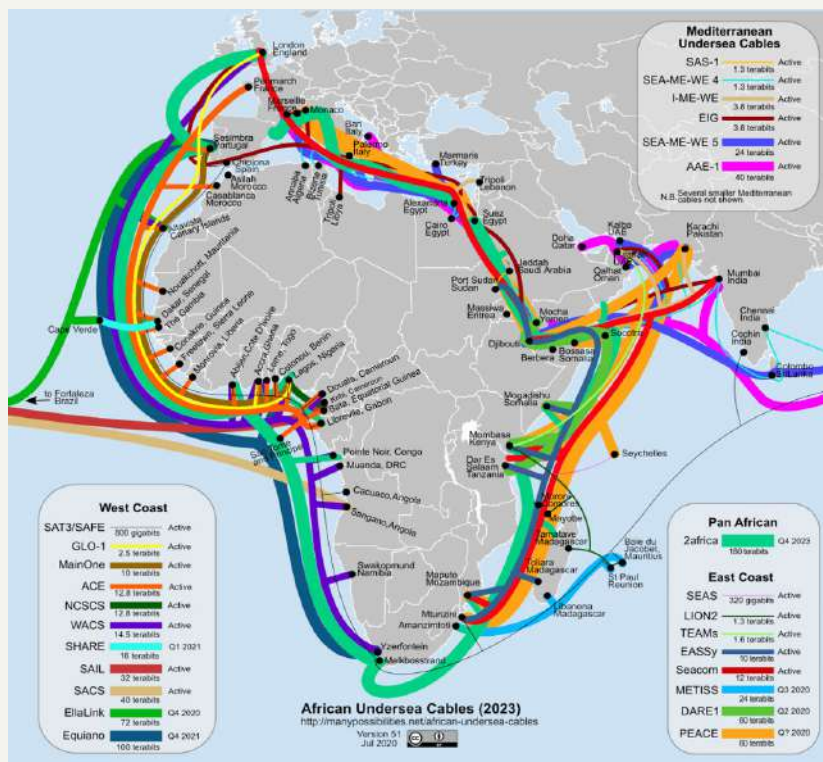 London
England
Penmarch
France
Marseille
France
Monaco
Bari
Italy
Sesimbra
Portugal
Chipiona
Spain
Palermo
Italy
Marmaris
Turkey
Asilah
Morocco
Casablanca
Morocco
Annaba
Algeria
Bizerte
Tunisia
Tripoli
Libya
Tripoli
Lebanon
Alexandria
Egypt
Cairo
Egypt
Suez
Egypt
Altavista
Canary Islands
Doha
Qatar
Kalba
UAE
Qalhat
Oman
Karachi
Pakistan
Mumbai
India
Chennai
India
Cochin
India
Colombo
Sri Lanka
Jeddah
Saudi Arabia
Port Sudan
Sudan
Massiwa
Eritrea
Mocha
Yemen
Djibouti
Berbera
Bossaso
Somalia
Socotra
Nouakchott, Mauritania
Dakar, Senegal
The Gambia
Conakrie, Guinea
Freetown, Sierra Leone
Monrovia, Liberia
Cape Verde
Abijan, Cote D'Ivoire
Accra, Ghana
Lome, Togo
Cotonou, Benin
Lagos, Nigeria
Douala, Cameroun
Kribi, Cameroun
Bata, Equatorial Guinea
Libreville, Gabon
Sao Tome
and Principe
to Fortaleza
Brazil
Pointe Noir, Congo
Muanda, DRC
Cacuaco,Angola
Sangano,Angola
Swakopmund
Namibia
Yzerfontein
Melkbosstrand
Mogadishu
Somalia
Mombasa
Kenya
Dar Es
Salaam
Tanzania
Seychelles
Moroni
Comores
Mayotte
Tamatave
Madagascar
Toliara
Madagascar
Baie du
Jacobet,
Mauritius
St Paul
Reunion
Libanona
Madagascar
Maputo
Mozambique
Mtunzini
Amanzimtoti
Mediterranean
Undersea Cables
SAS-1 Active
1.3 terabits
SEA-ME-WE 4 Active
1.3 terabits
I-ME-WE Active
3.8 terabits
EIG Active
3.8 terabits
SEA-ME-WE 5 Active
24 terabits
AAE-1 Active
40 terabits
N.B. Several smaller Mediterranean
cables not shown.
West Coast
SAT3/SAFE Active
800 gigabits
GLO-1 Active
2.5 terabits
MainOne Active
10 terabits
ACE Active
12.8 terabits
NCSCS Active
12.8 terabits
WACS Active
14.5 terabits
SHARE Q1 2021
16 terabits
SAIL Active
32 terabits
SACS Active
40 terabits
EllaLink Q4 2020
72 terabits
Equiano Q4 2021
100 terabits
Pan African
2africa Q4 2023
180 terabits
East Coast
SEAS Active
320 gigabits
LION2 Active
1.3 terabits
TEAMs Active
1.6 terabits
EASSy Active
10 terabits
Seacom Active
12 terabits
METISS Q3 2020
24 terabits
DARE1 Q2 2020
60 terabits
PEACE Q? 2020
60 terabits
African Undersea Cables (2023)
http://manypossibilities.net/african-undersea-cables
Version 51
Jul 2020
cc
BY